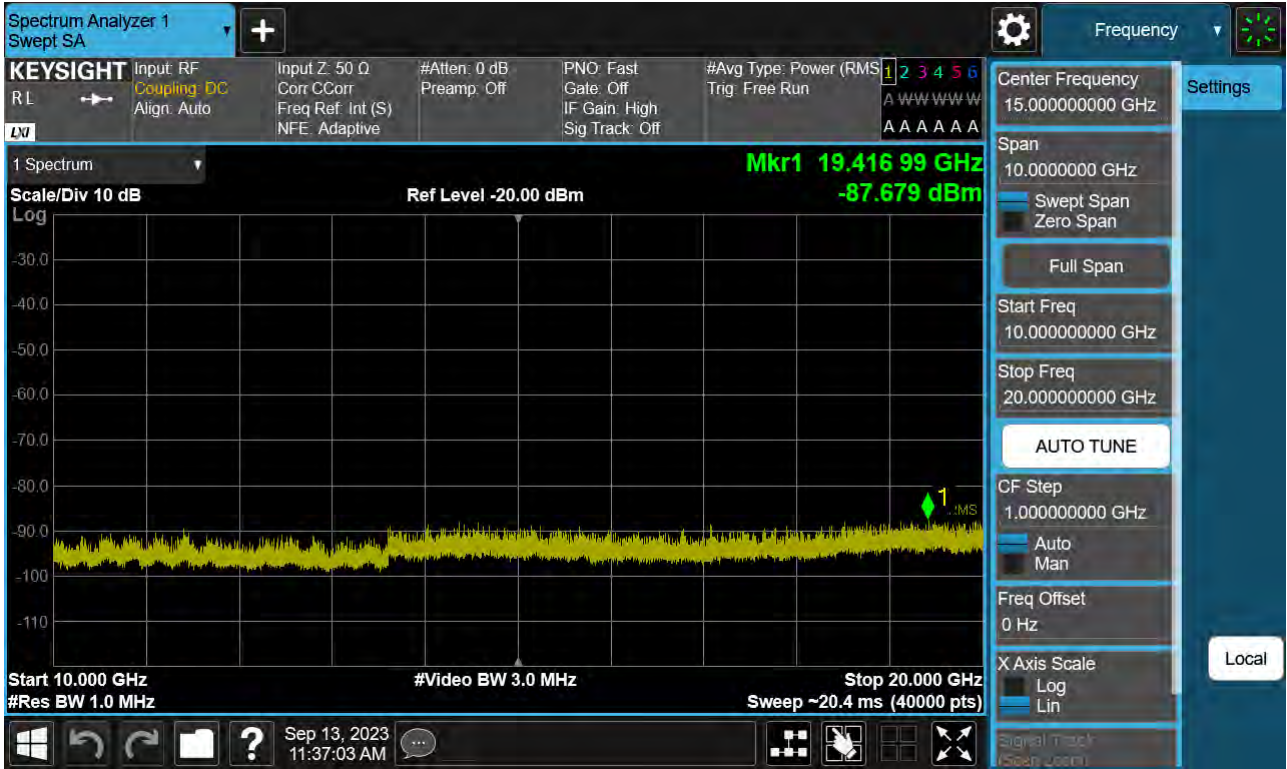 Spectrum Analyzer 1
Swept SA
Frequency
KEYSIGHT
R L
LXI
Input: RF
Coupling: DC
Align: Auto
Input Z: 50 Ω
Corr CCorr
Freq Ref: Int (S)
NFE: Adaptive
#Atten: 0 dB
Preamp: Off
PNO: Fast
Gate: Off
IF Gain: High
Sig Track: Off
#Avg Type: Power (RMS
Trig: Free Run
1 2 3 4 5 6
A W W W W W
A A A A A A
1 Spectrum
Mkr1 19.416 99 GHz
Scale/Div 10 dB
Ref Level -20.00 dBm
-87.679 dBm
Log
-30.0
-40.0
-50.0
-60.0
-70.0
-80.0
-90.0
-100
-110
1
Start 10.000 GHz
#Video BW 3.0 MHz
Stop 20.000 GHz
#Res BW 1.0 MHz
Sweep ~20.4 ms (40000 pts)
Sep 13, 2023
11:37:03 AM
Center Frequency
15.000000000 GHz
Span
10.0000000 GHz
Swept Span
Zero Span
Full Span
Start Freq
10.000000000 GHz
Stop Freq
20.000000000 GHz
AUTO TUNE
CF Step
1.000000000 GHz
Auto
Man
Freq Offset
0 Hz
X Axis Scale
Log
Lin
Signal Track
(Span Zoom)
Settings
Local